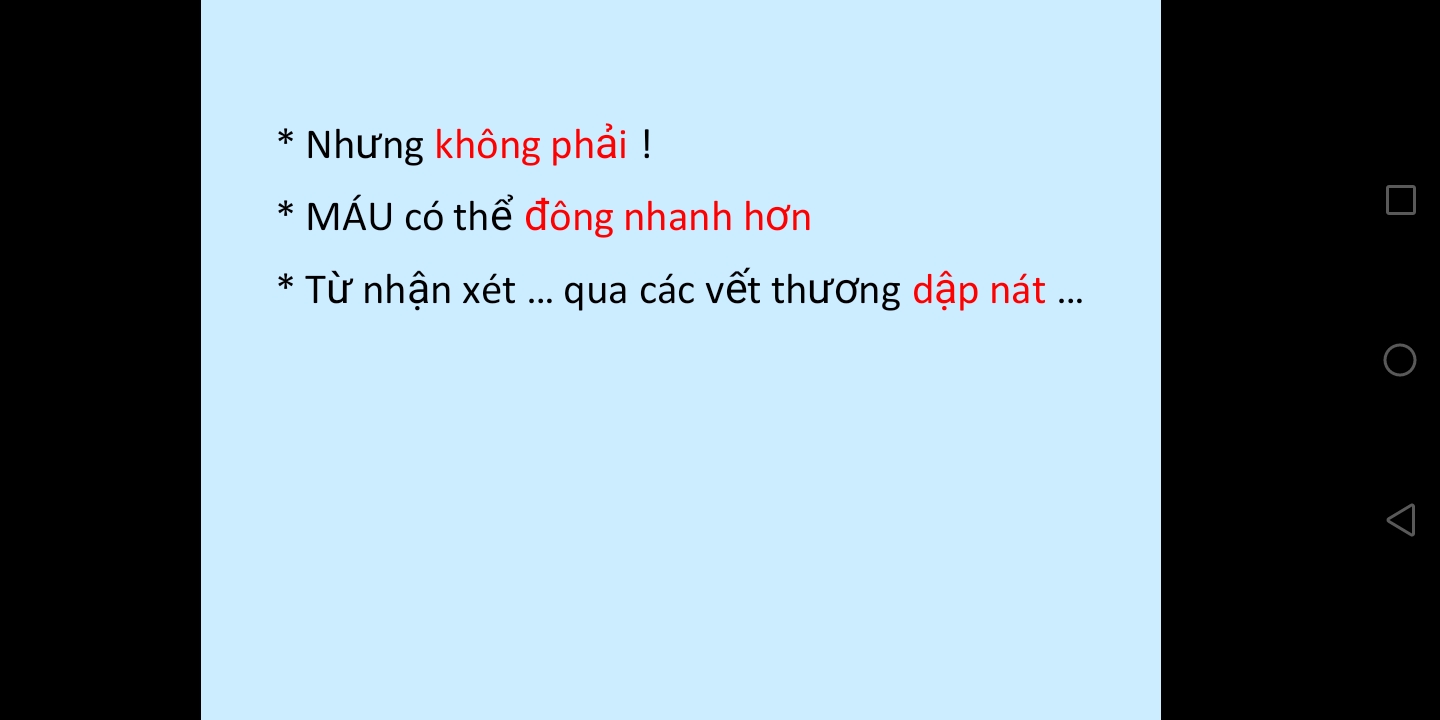 * Nhưng không phải !
* MÁU có thể đông nhanh hơn
* Từ nhận xét ... qua các vết thương dập nát ...